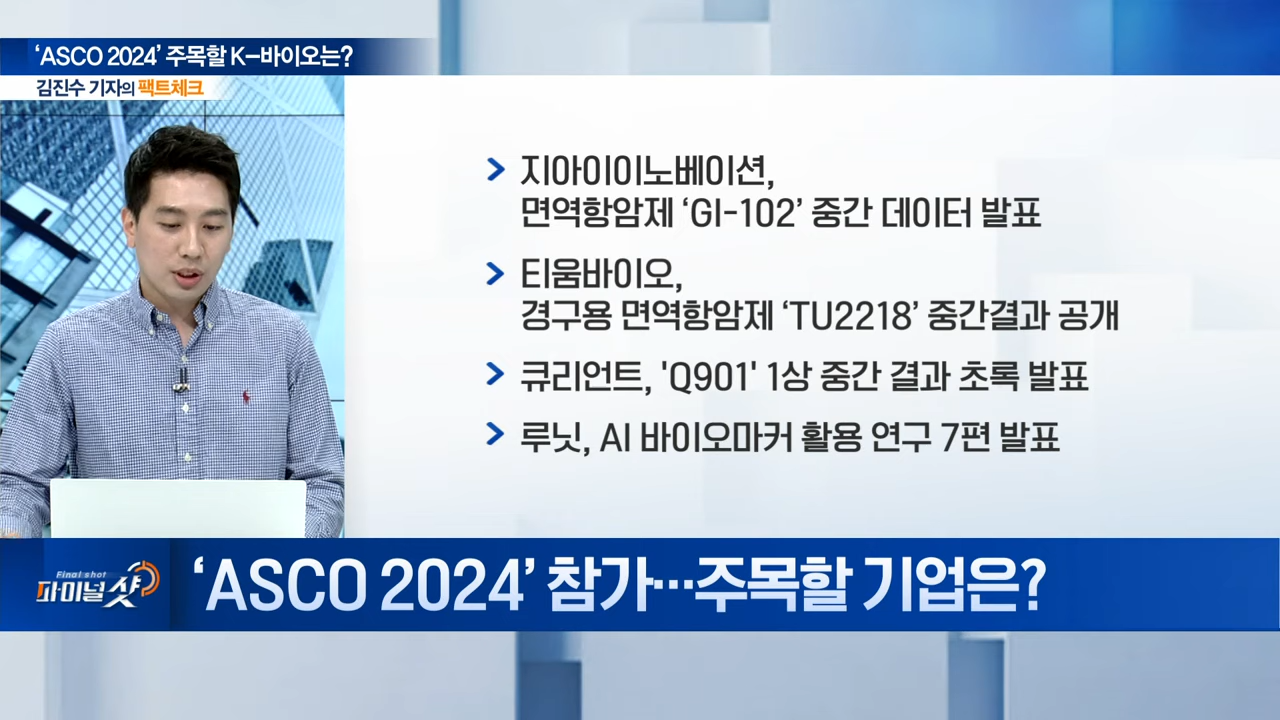 ‘ASCO 2024’ 주목할 K-바이오는?
김진수 기자의 팩트체크
지아이이노베이션,
면역항암제 ‘GI-102’ 중간 데이터 발표
티움바이오,
경구용 면역항암제 ‘TU2218’ 중간결과 공개
큐리언트, 'Q901' 1상 중간 결과 초록 발표
루닛, AI 바이오마커 활용 연구 7편 발표
Final shot
파이널샷
‘ASCO 2024’ 참가…주목할 기업은?